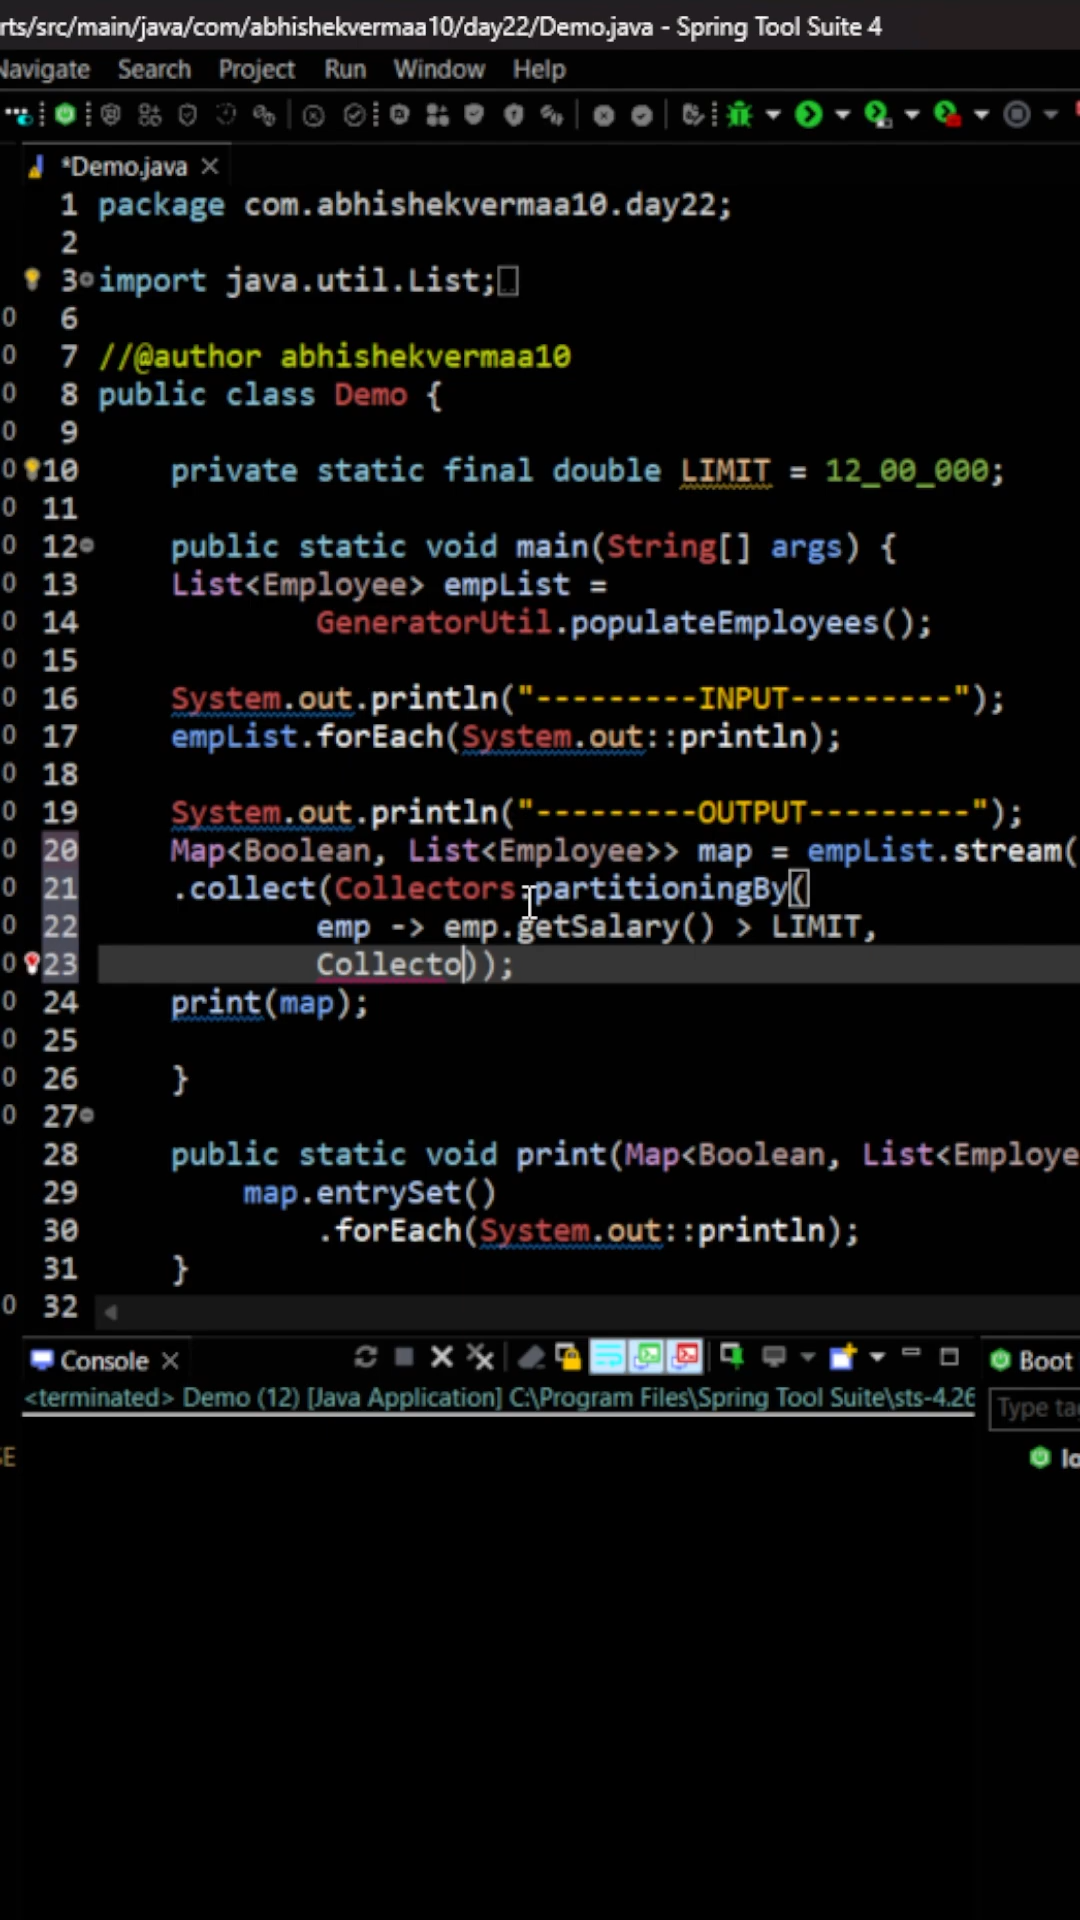 rts/src/main/java/com/abhishekvermaa10/day22/Demo.java - Spring Tool Suite 4
Navigate Search Project Run Window Help
*Demo.java
1 package com.abhishekvermaa10.day22;
2
3 import java.util.List;
6
7 //@author abhishekvermaa10
8 public class Demo {
9
10 private static final double LIMIT = 12_00_000;
11
12 public static void main(String[] args) {
13 List<Employee> empList =
14 GeneratorUtil.populateEmployees();
15
16 System.out.println("---------INPUT---------");
17 empList.forEach(System.out::println);
18
19 System.out.println("---------OUTPUT---------");
20 Map<Boolean, List<Employee>> map = empList.stream(
21 .collect(Collectors.partitioningBy(
22 emp -> emp.getSalary() > LIMIT,
23 Collecto));
24 print(map);
25
26 }
27
28 public static void print(Map<Boolean, List<Employe
29 map.entrySet()
30 .forEach(System.out::println);
31 }
32
Console
Boot
<terminated> Demo (12) [Java Application] C:\Program Files\Spring Tool Suite\sts-4.26
Type tag
SE
lo